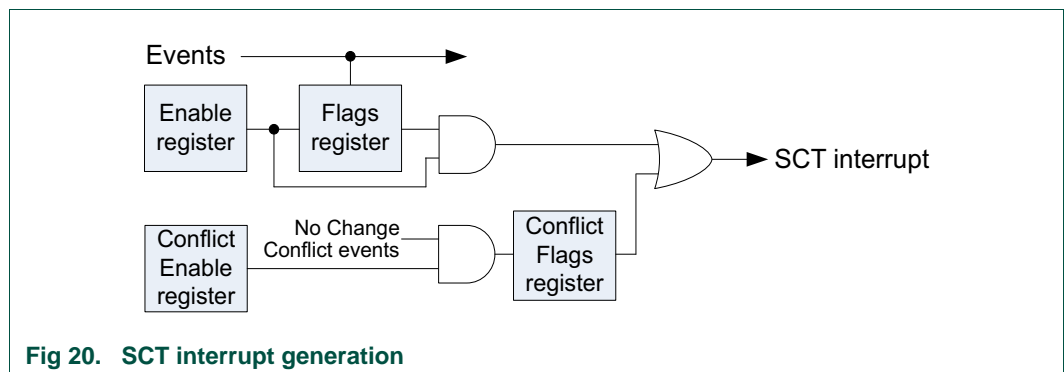 Events
Enable
register
Flags
register
SCT interrupt
No Change
Conflict events
Conflict
Enable
register
Conflict
Flags
register
Fig 20. SCT interrupt generation